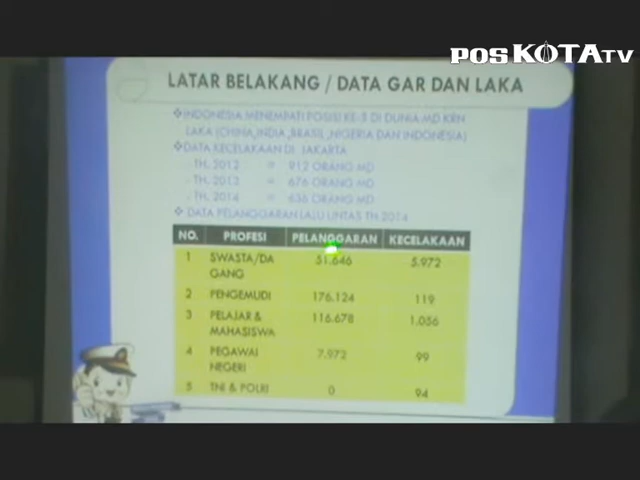 POSKOTATV
LATAR BELAKANG / DATA GAR DAN LAKA
❖INDONESIA MENEMPATI POSISI KE-5 DI DUNIA MD KRN
LAKA (CHINA,INDIA ,BRASIL ,NIGERIA DAN INDONESIA)
❖DATA KECELAKAAN DI JAKARTA
- TH. 2012 = 912 ORANG MD
- TH. 2013 = 676 ORANG MD
- TH. 2014 = 636 ORANG MD
❖ DATA PELANGGARAN LALU LINTAS TH 2014
NO. PROFESI PELANGGARAN KECELAKAAN
1 SWASTA/DA 51.646 5.972
GANG
2 PENGEMUDI 176.124 119
3 PELAJAR & 116.678 1.056
MAHASISWA
4 PEGAWAI 7.972 99
NEGERI
5 TNI & POLRI 0 94